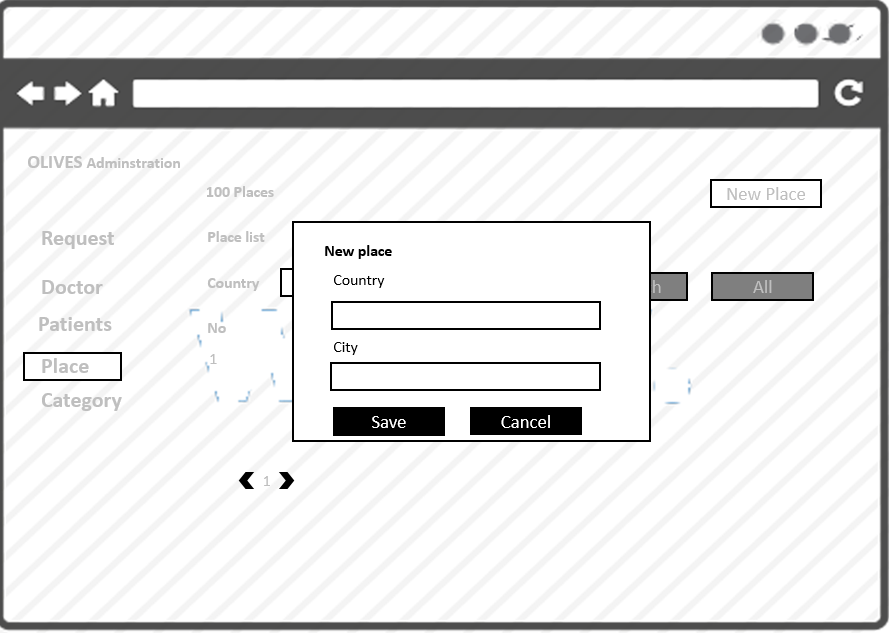 OLIVES Adminstration
100 Places
New Place
Request
Place list
New place
Country
Doctor
Country
h
All
Patients
No
City
1
Place
Category
Save
Cancel
1